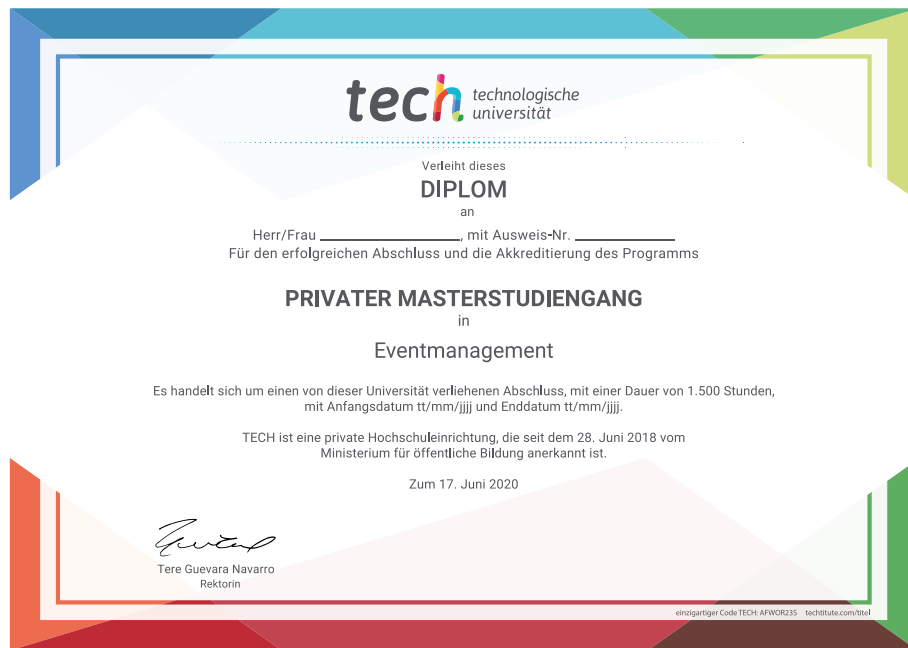 tech technologische
universität
Verleiht dieses
DIPLOM
an
Herr/Frau ____________________, mit Ausweis-Nr. ______________
Für den erfolgreichen Abschluss und die Akkreditierung des Programms
PRIVATER MASTERSTUDIENGANG
in
Eventmanagement
Es handelt sich um einen von dieser Universität verliehenen Abschluss, mit einer Dauer von 1.500 Stunden,
mit Anfangsdatum tt/mm/jjjj und Enddatum tt/mm/jjjj.
TECH ist eine private Hochschuleinrichtung, die seit dem 28. Juni 2018 vom
Ministerium für öffentliche Bildung anerkannt ist.
Zum 17. Juni 2020
Tere Guevara Navarro
Rektorin
einzigartiger Code TECH: AFWOR23S techtitute.com/titel